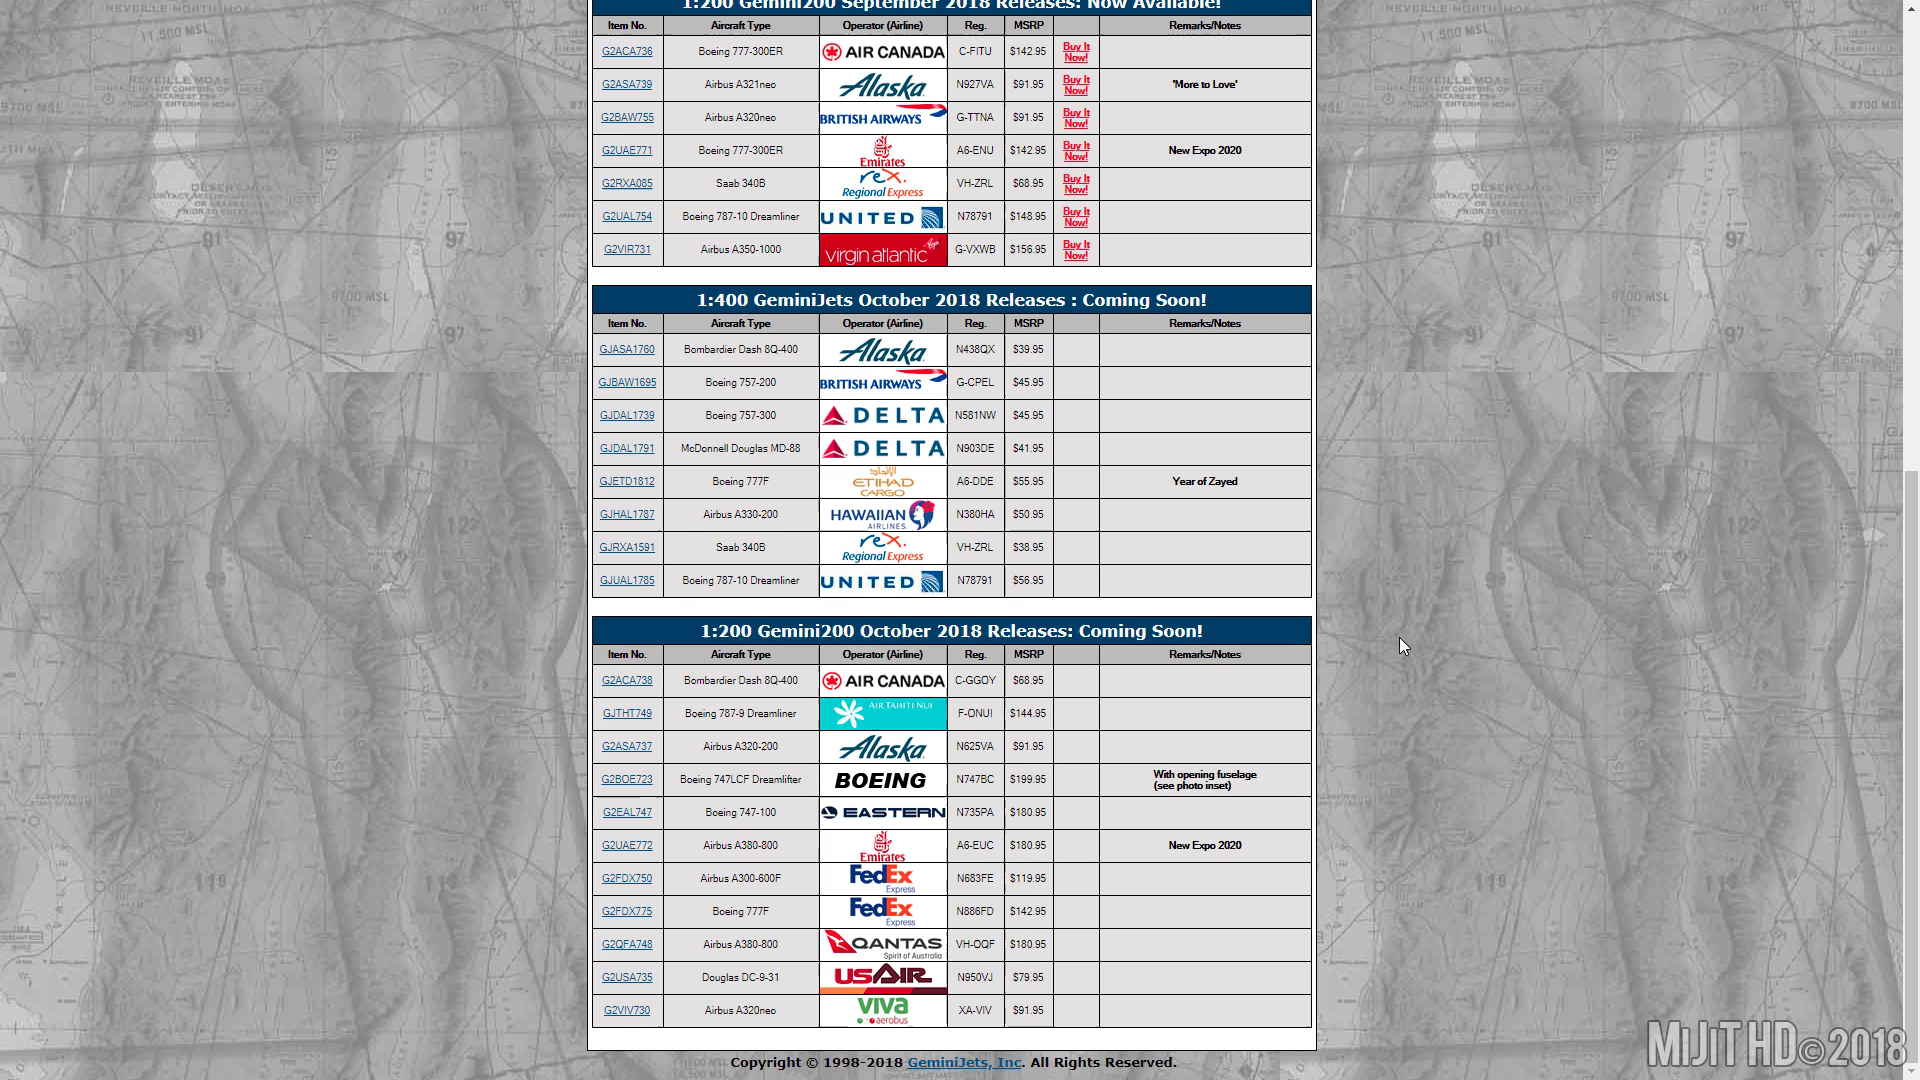 1:200 Gemini200 September 2018 Releases: Now Available!
Item No. Aircraft Type Operator (Airline) Reg. MSRP Remarks/Notes
G2ACA736 Boeing 777-300ER AIR CANADA C-FITU $142.95 Buy It Now!
G2ASA739 Airbus A321neo Alaska N927VA $91.95 Buy It Now! 'More to Love'
G2BAW755 Airbus A320neo BRITISH AIRWAYS G-TTNA $91.95 Buy It Now!
G2UAE771 Boeing 777-300ER Emirates A6-ENU $142.95 Buy It Now! New Expo 2020
G2RXA085 Saab 340B rex. Regional Express VH-ZRL $68.95 Buy It Now!
G2UAL754 Boeing 787-10 Dreamliner UNITED N78791 $148.95 Buy It Now!
G2VIR731 Airbus A350-1000 virgin atlantic G-VXWB $156.95 Buy It Now!
1:400 GeminiJets October 2018 Releases : Coming Soon!
Item No. Aircraft Type Operator (Airline) Reg. MSRP Remarks/Notes
GJASA1760 Bombardier Dash 8Q-400 Alaska N438QX $39.95
GJBAW1695 Boeing 757-200 BRITISH AIRWAYS G-CPEL $45.95
GJDAL1739 Boeing 757-300 DELTA N581NW $45.95
GJDAL1791 McDonnell Douglas MD-88 DELTA N903DE $41.95
GJETD1812 Boeing 777F الإتحاد ETIHAD CARGO A6-DDE $55.95 Year of Zayed
GJHAL1787 Airbus A330-200 HAWAIIAN AIRLINES. N380HA $50.95
GJRXA1591 Saab 340B rex. Regional Express VH-ZRL $38.95
GJUAL1785 Boeing 787-10 Dreamliner UNITED N78791 $56.95
1:200 Gemini200 October 2018 Releases: Coming Soon!
Item No. Aircraft Type Operator (Airline) Reg. MSRP Remarks/Notes
G2ACA738 Bombardier Dash 8Q-400 AIR CANADA C-GGOY $68.95
GJTHT749 Boeing 787-9 Dreamliner AIR TAHITI NUI F-ONUI $144.95
G2ASA737 Airbus A320-200 Alaska N625VA $91.95
G2BOE723 Boeing 747LCF Dreamlifter BOEING N747BC $199.95 With opening fuselage (see photo inset)
G2EAL747 Boeing 747-100 EASTERN N735PA $180.95
G2UAE772 Airbus A380-800 Emirates A6-EUC $180.95 New Expo 2020
G2FDX750 Airbus A300-600F FedEx Express N683FE $119.95
G2FDX775 Boeing 777F FedEx Express N886FD $142.95
G2QFA748 Airbus A380-800 QANTAS Spirit of Australia VH-OQF $180.95
G2USA735 Douglas DC-9-31 USAIR N950VJ $79.95
G2VIV730 Airbus A320neo viva aerobus XA-VIV $91.95
Copyright © 1998-2018 GeminiJets, Inc. All Rights Reserved.
MIJITHD©2018